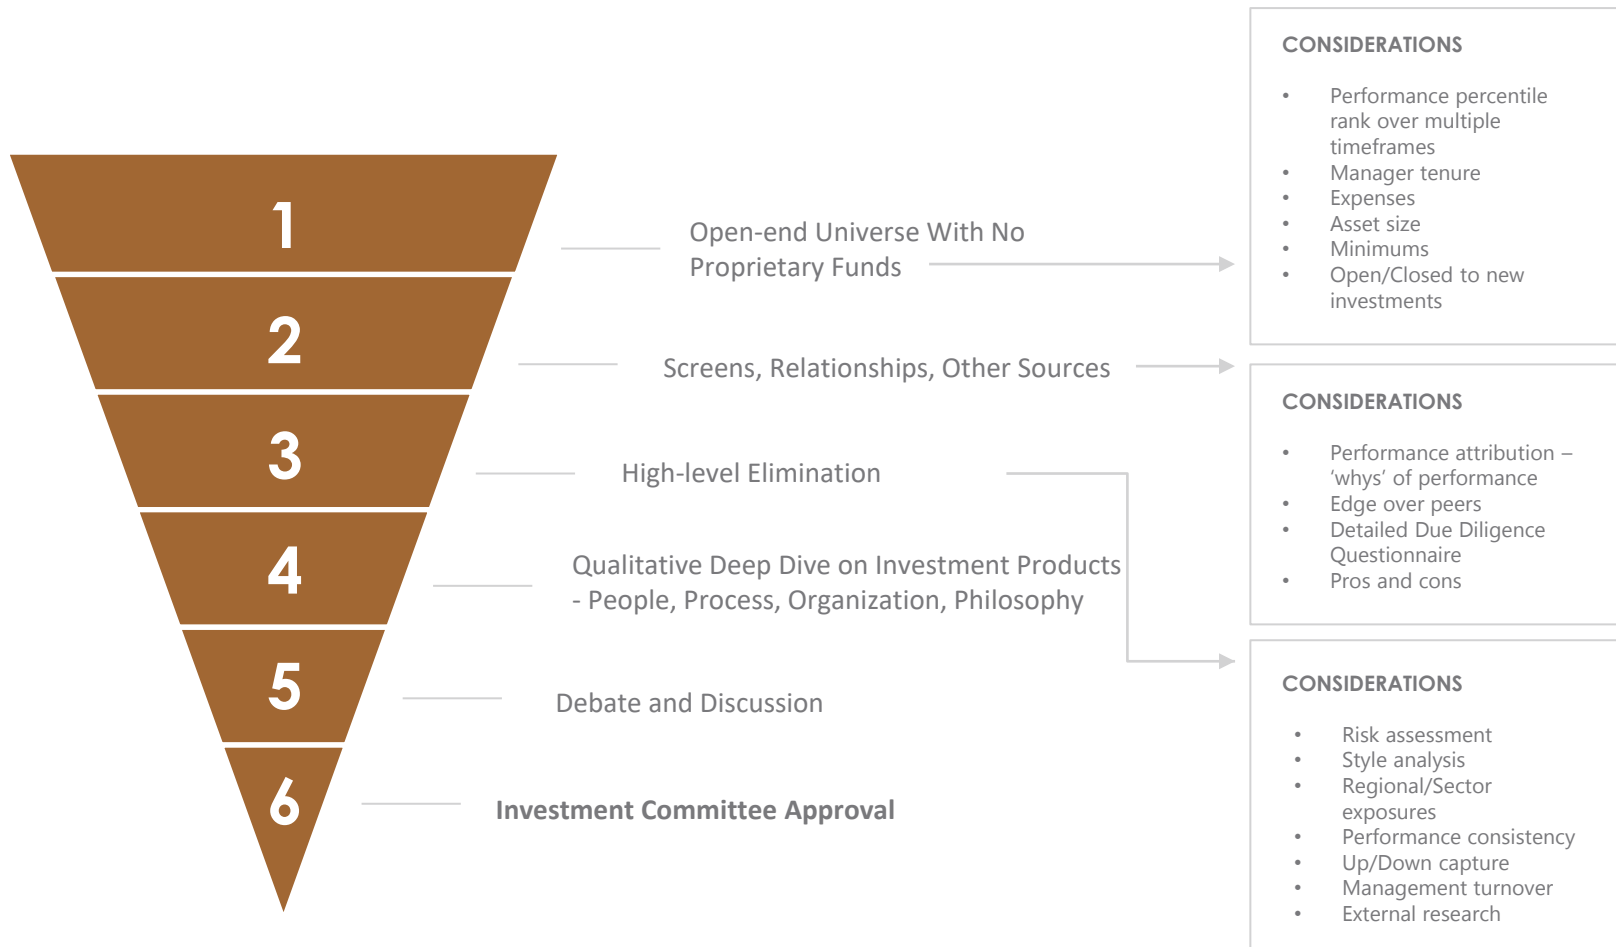 1
Open-end Universe With No
Proprietary Funds
2
Screens, Relationships, Other Sources
3
High-level Elimination
4
Qualitative Deep Dive on Investment Products
- People, Process, Organization, Philosophy
5
Debate and Discussion
6
Investment Committee Approval
CONSIDERATIONS
• Performance percentile
rank over multiple
timeframes
• Manager tenure
• Expenses
• Asset size
• Minimums
• Open/Closed to new
investments
CONSIDERATIONS
• Performance attribution –
‘whys’ of performance
• Edge over peers
• Detailed Due Diligence
Questionnaire
• Pros and cons
CONSIDERATIONS
• Risk assessment
• Style analysis
• Regional/Sector
exposures
• Performance consistency
• Up/Down capture
• Management turnover
• External research